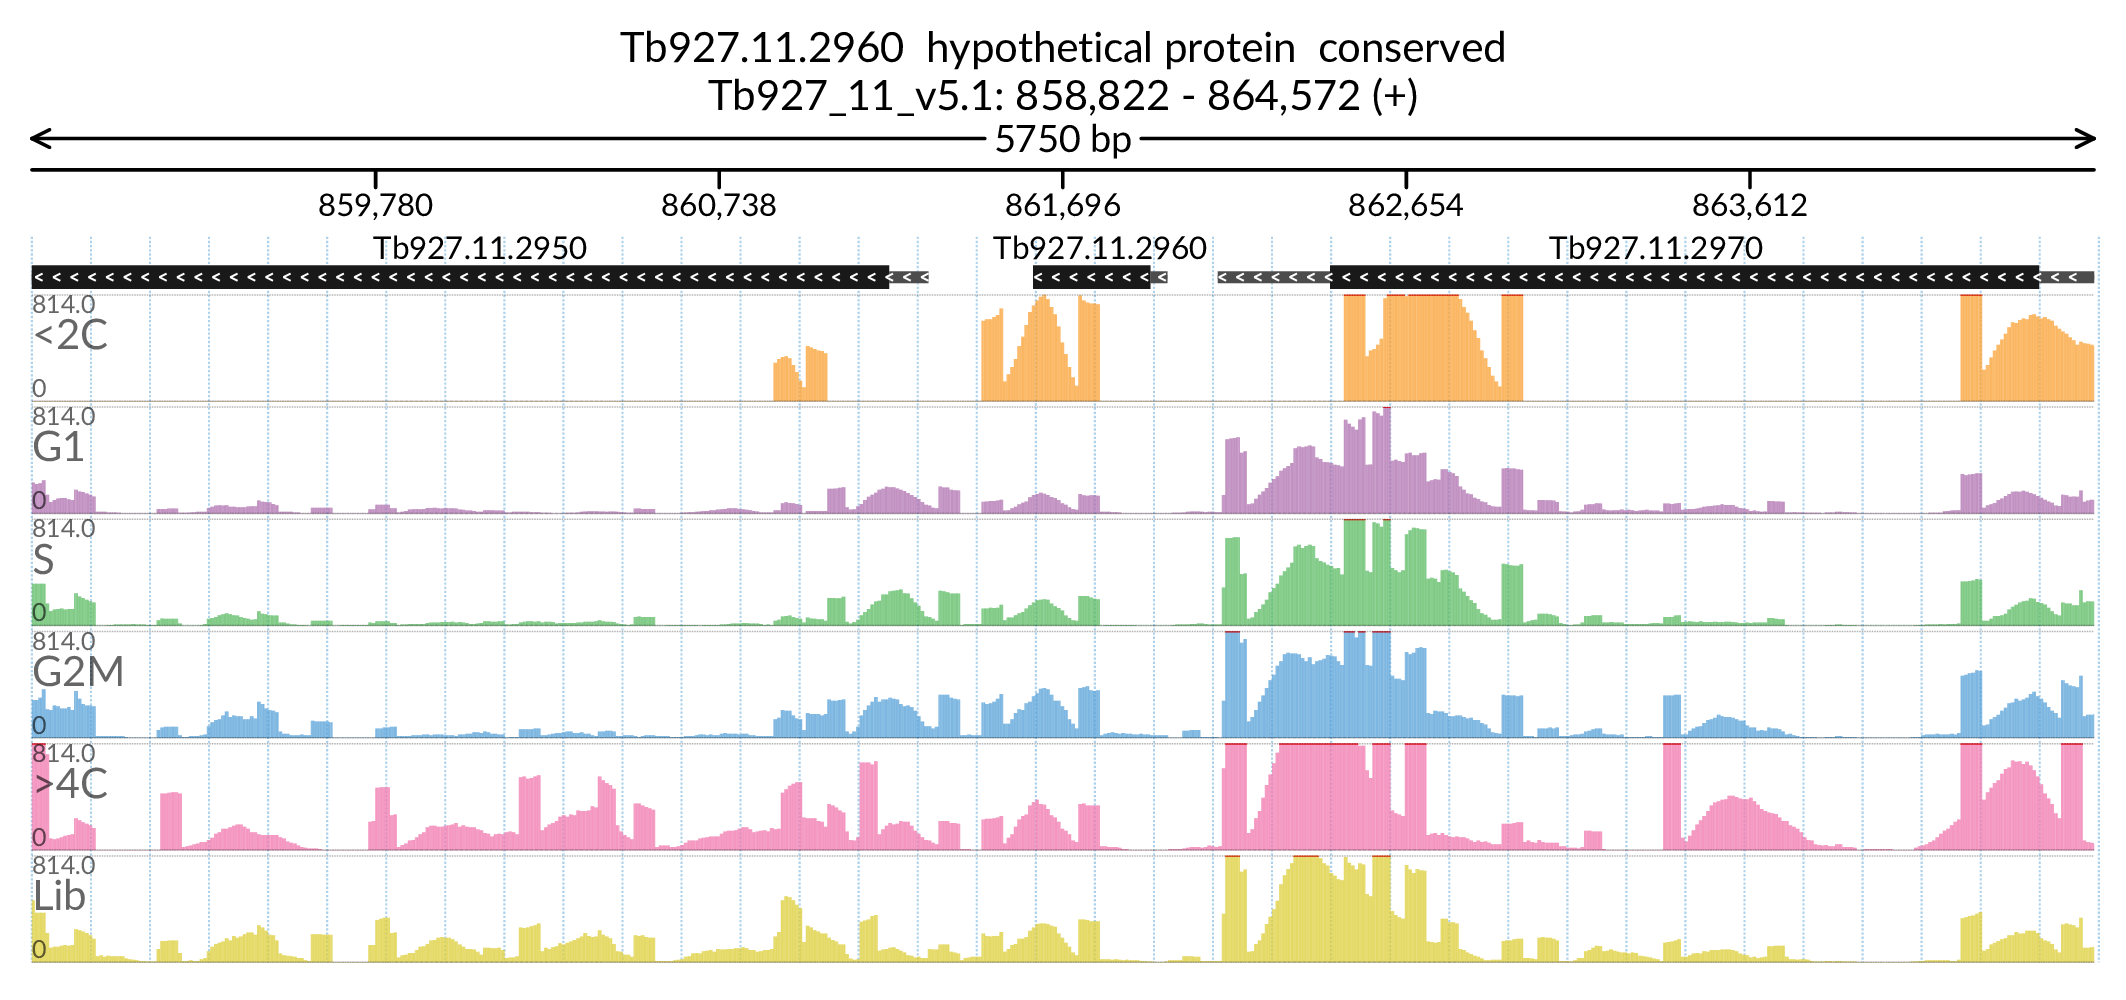 Tb927.11.2960 hypothetical protein conserved
Tb927_11_v5.1: 858,822 - 864,572 (+)
5750 bp
859,780 860,738 861,696 862,654 863,612
Tb927.11.2950 Tb927.11.2960 Tb927.11.2970
814.0
<2C
0
814.0
G1
0
814.0
S
0
814.0
G2M
0
814.0
>4C
0
814.0
Lib
0